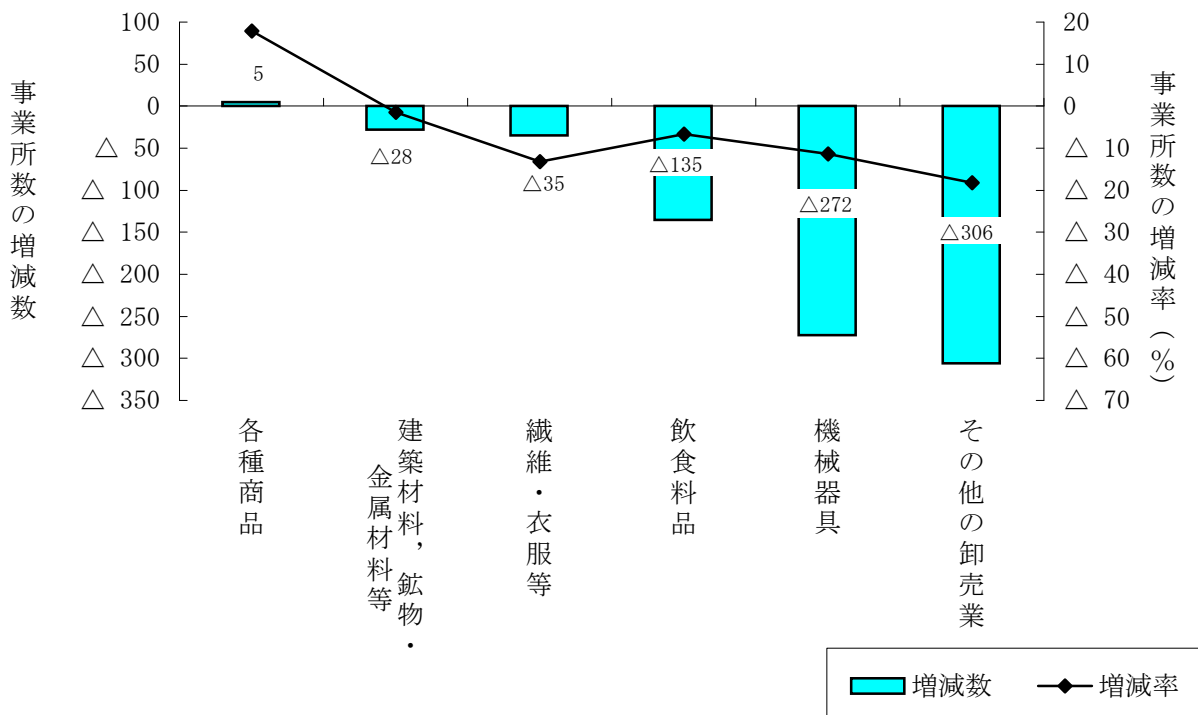 事業所数の増減数
100
50
0
△ 50
△ 100
△ 150
△ 200
△ 250
△ 300
△ 350
5
△28
△35
△135
△272
△306
20
10
0
△ 10
△ 20
△ 30
△ 40
△ 50
△ 60
△ 70
事業所数の増減率(%)
各種商品
建築材料，鉱物・
金属材料等
繊維・衣服等
飲食料品
機械器具
その他の卸売業
増減数
増減率